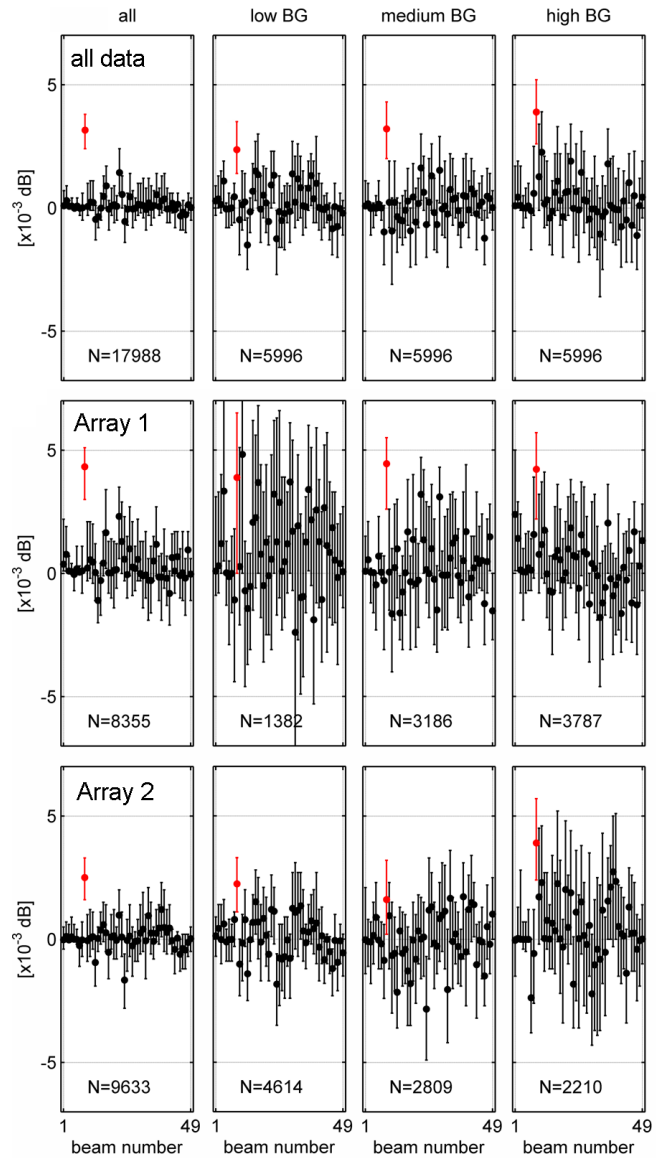 all low BG medium BG high BG
all data
5
0
-5
[x10⁻³ dB]
N=17988 N=5996 N=5996 N=5996
Array 1
5
0
-5
[x10⁻³ dB]
N=8355 N=1382 N=3186 N=3787
Array 2
5
0
-5
[x10⁻³ dB]
N=9633 N=4614 N=2809 N=2210
1 49 1 49 1 49 1 49
beam number beam number beam number beam number